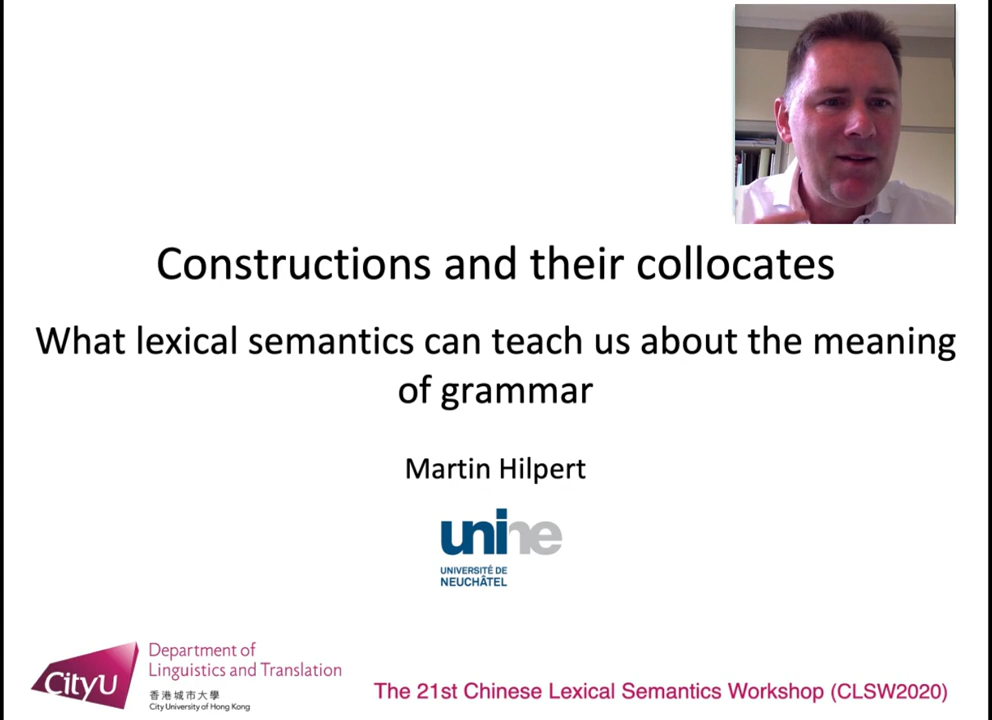 Constructions and their collocates
What lexical semantics can teach us about the meaning
of grammar
Martin Hilpert
unine
UNIVERSITÉ DE
NEUCHÂTEL
CityU
Department of
Linguistics and Translation
香港城市大學
City University of Hong Kong
The 21st Chinese Lexical Semantics Workshop (CLSW2020)